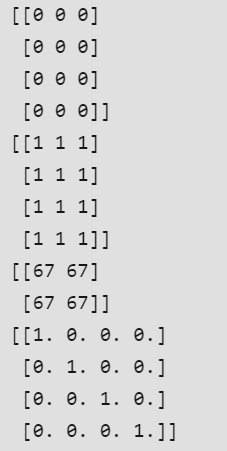 [[0 0 0]
 [0 0 0]
 [0 0 0]
 [0 0 0]]
[[1 1 1]
 [1 1 1]
 [1 1 1]
 [1 1 1]]
[[67 67]
 [67 67]]
[[1. 0. 0. 0.]
 [0. 1. 0. 0.]
 [0. 0. 1. 0.]
 [0. 0. 0. 1.]]